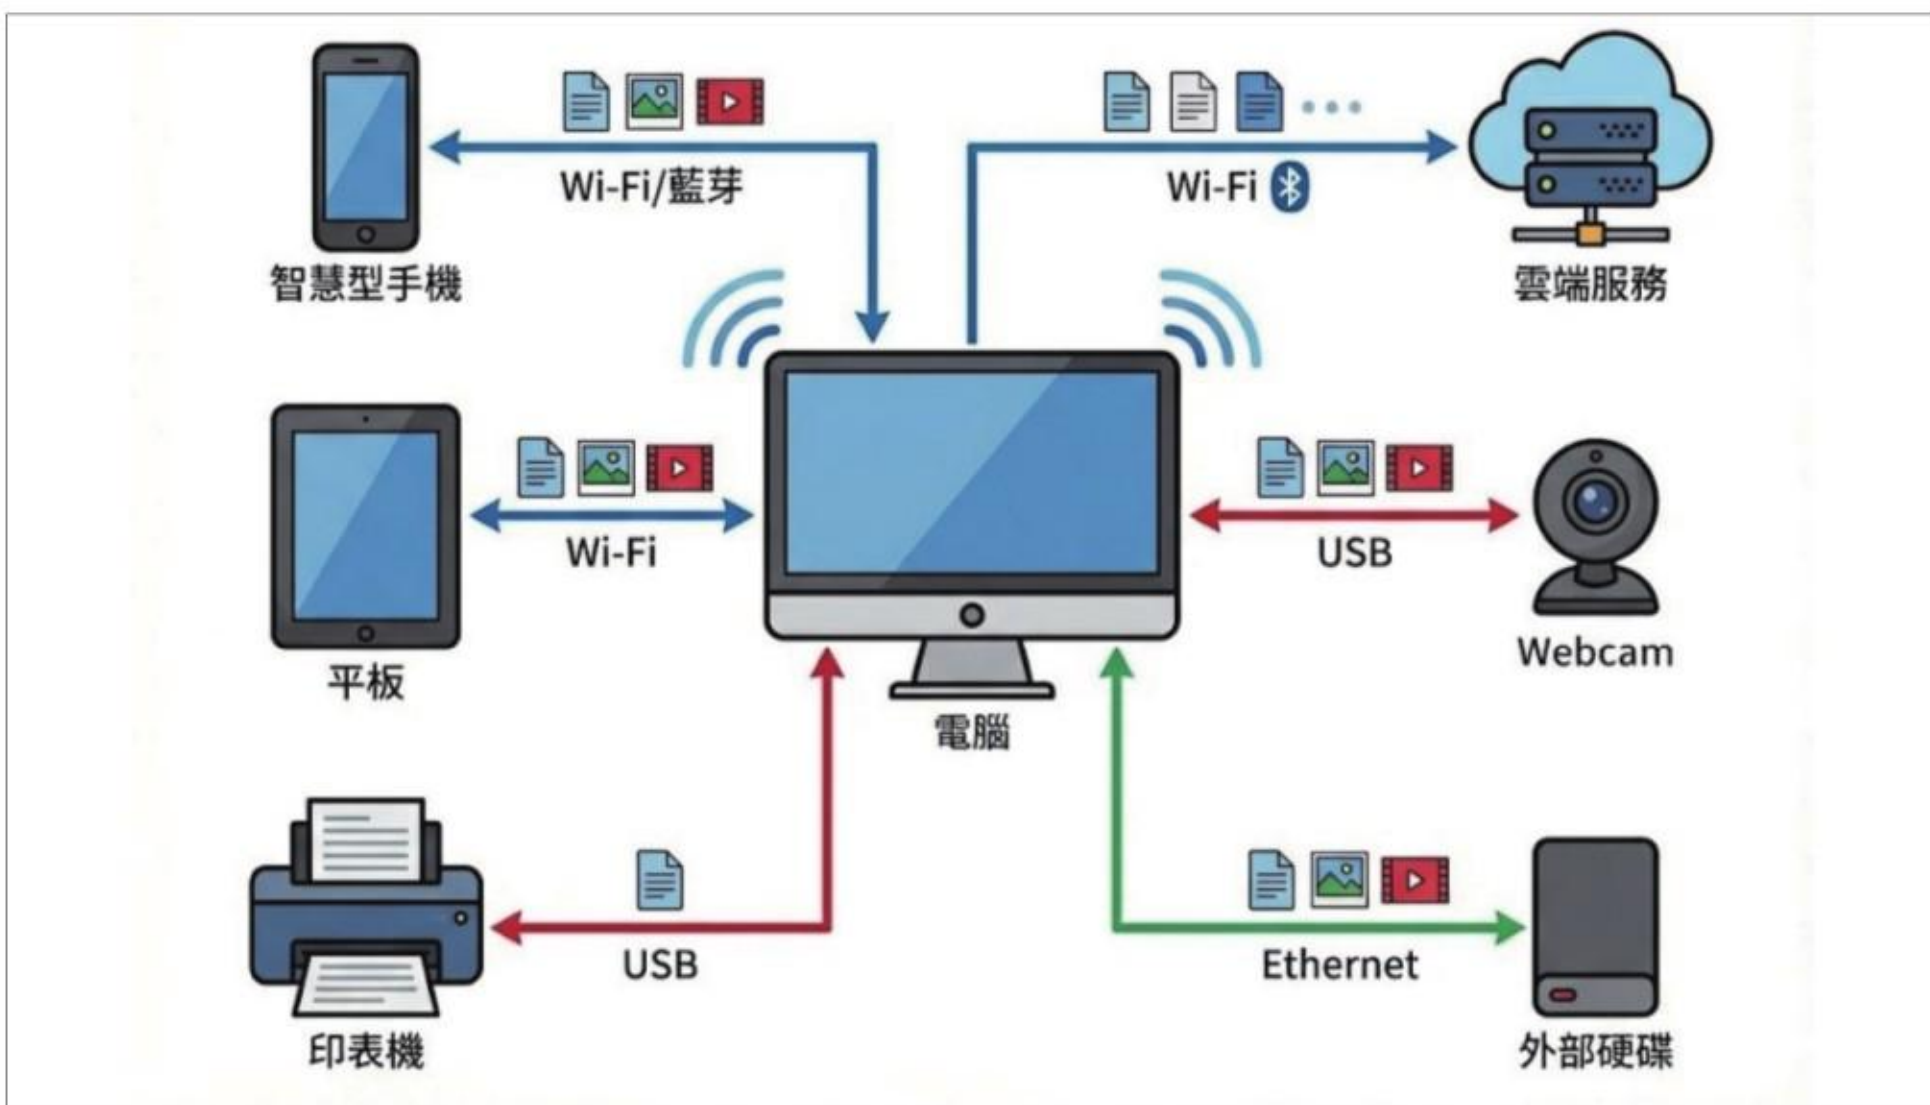 Wi-Fi/藍芽
Wi-Fi
智慧型手機
雲端服務
Wi-Fi
USB
平板
Webcam
電腦
USB
Ethernet
印表機
外部硬碟